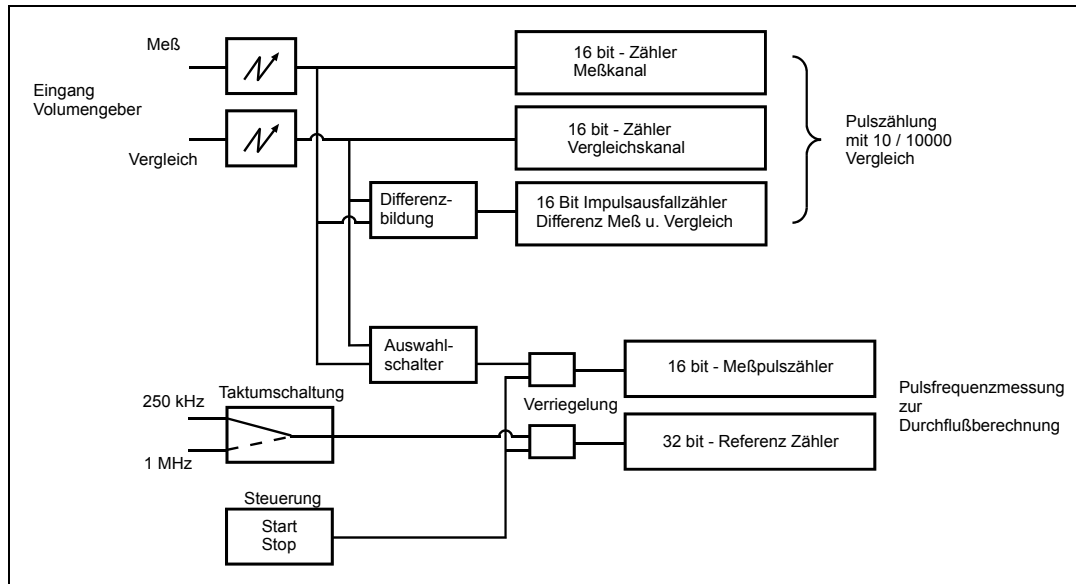 Meß
16 bit - Zähler
Meßkanal
Eingang
Volumengeber
Vergleich
16 bit - Zähler
Vergleichskanal
Pulszählung
mit 10 / 10000
Vergleich
Differenz-
bildung
16 Bit Impulsausfallzähler
Differenz Meß u. Vergleich
Auswahl-
schalter
16 bit - Meßpulszähler
Taktumschaltung
250 kHz
1 MHz
Verriegelung
32 bit - Referenz Zähler
Pulsfrequenzmessung
zur
Durchflußberechnung
Steuerung
Start
Stop